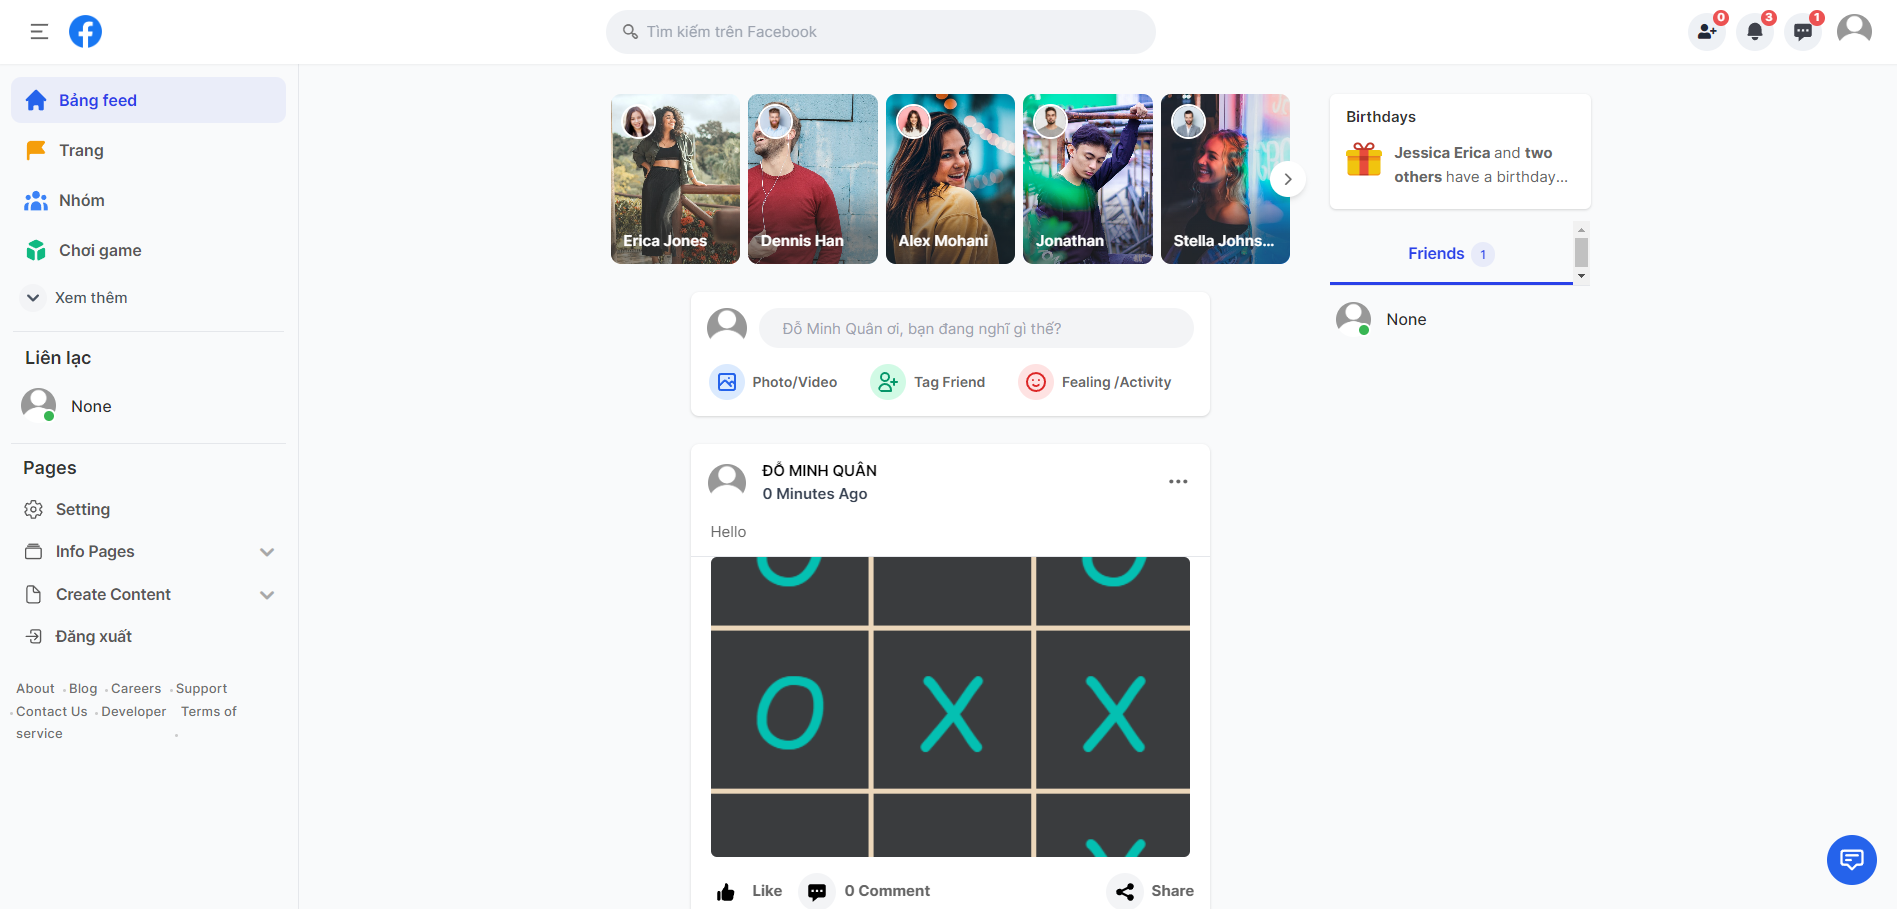 Tìm kiếm trên Facebook
0
3
1
Bảng feed
Trang
Nhóm
Chơi game
Xem thêm
Liên lạc
None
Pages
Setting
Info Pages
Create Content
Đăng xuất
About · Blog · Careers · Support
· Contact Us · Developer Terms of
service ·
Erica Jones
Dennis Han
Alex Mohani
Jonathan
Stella Johns...
Đỗ Minh Quân ơi, bạn đang nghĩ gì thế?
Photo/Video
Tag Friend
Fealing /Activity
ĐỖ MINH QUÂN
0 Minutes Ago
Hello
O O
O X X
X
Like
0 Comment
Share
Birthdays
Jessica Erica and two
others have a birthday...
Friends 1
None